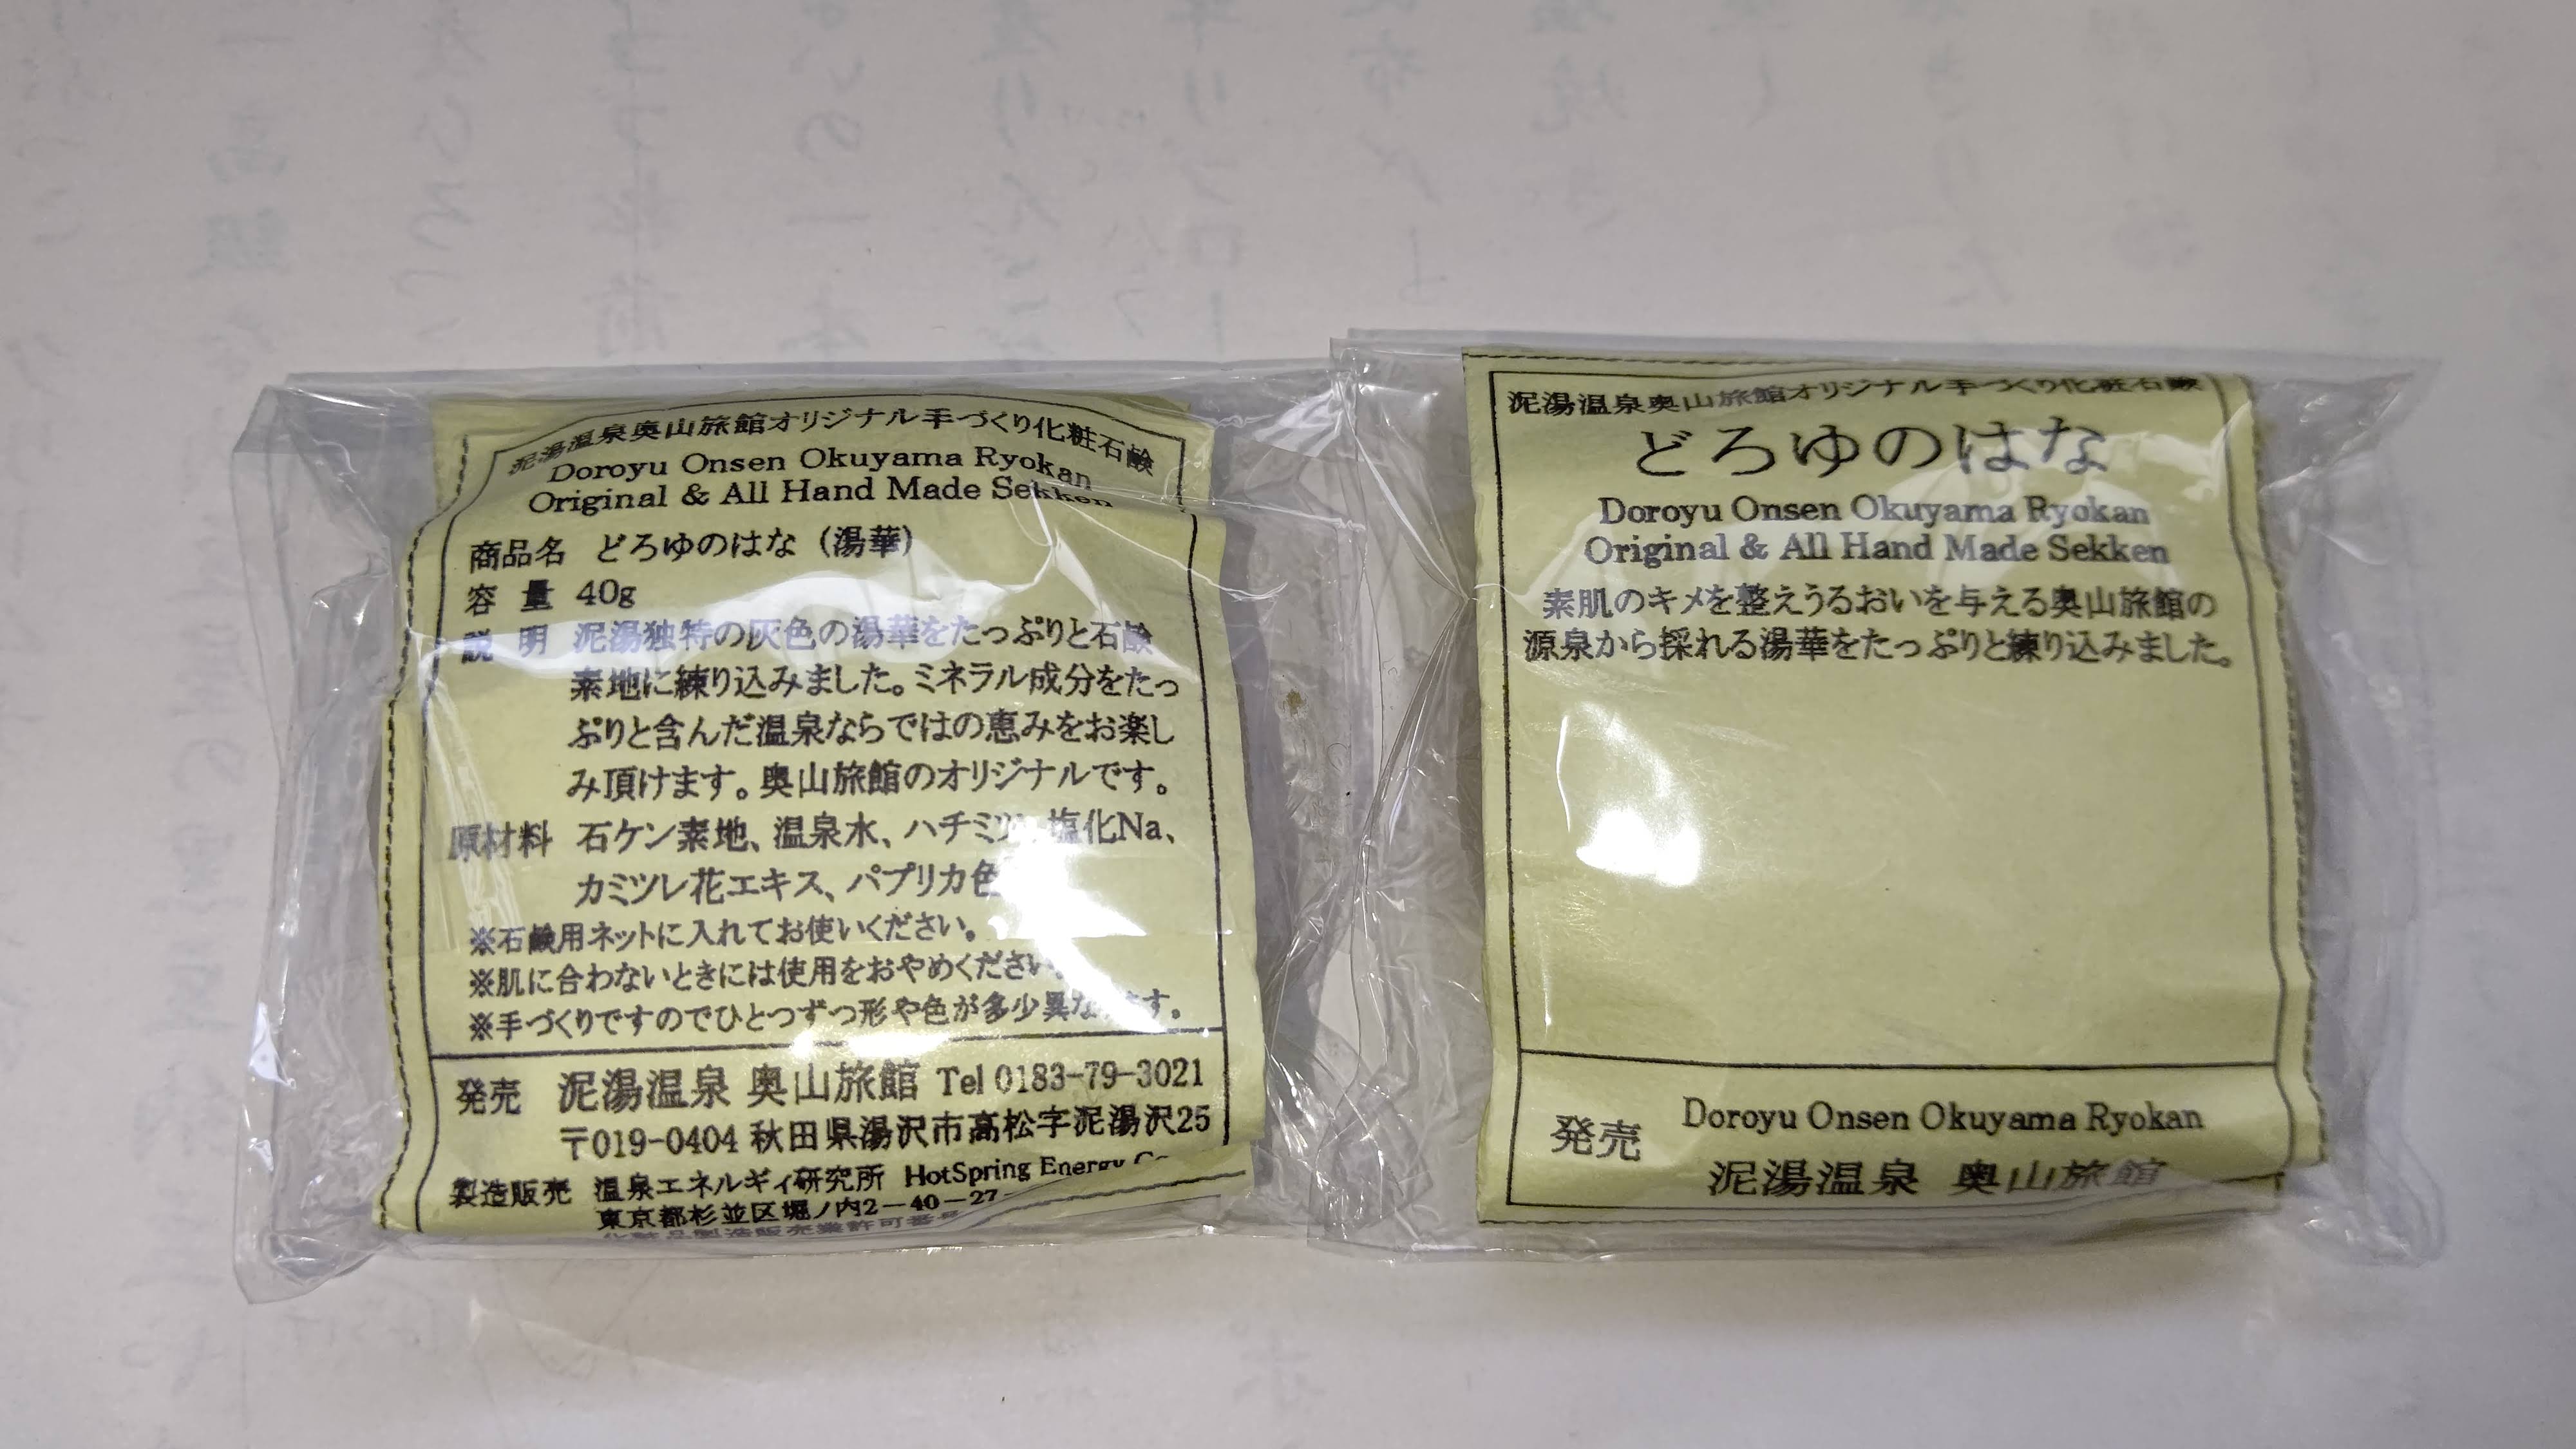 泥湯温泉奥山旅館オリジナル手づくり化粧石鹸
Doroyu Onsen Okuyama Ryokan
Original & All Hand Made Sekken
商品名 どろゆのはな（湯華）
容量 40g
説明 泥湯独特の灰色の湯華をたっぷりと石鹸
素地に練り込みました。ミネラル成分をたっ
ぷりと含んだ温泉ならではの恵みをお楽し
み頂けます。奥山旅館のオリジナルです。
原材料 石ケン素地、温泉水、ハチミツ、塩化Na、
カミツレ花エキス、パプリカ色
※石鹸用ネットに入れてお使いください。
※肌に合わないときには使用をおやめください。
※手づくりですのでひとつずつ形や色が多少異なります。
発売 泥湯温泉 奥山旅館 Tel 0183-79-3021
〒019-0404 秋田県湯沢市高松字泥湯沢25
製造販売 温泉エネルギィ研究所 HotSpring Energy
東京都杉並区堀ノ内2-40-27
化粧品製造販売業許可番号
泥湯温泉奥山旅館オリジナル手づくり化粧石鹸
どろゆのはな
Doroyu Onsen Okuyama Ryokan
Original & All Hand Made Sekken
素肌のキメを整えうるおいを与える奥山旅館の
源泉から採れる湯華をたっぷりと練り込みました。
発売 Doroyu Onsen Okuyama Ryokan
泥湯温泉 奥山旅館